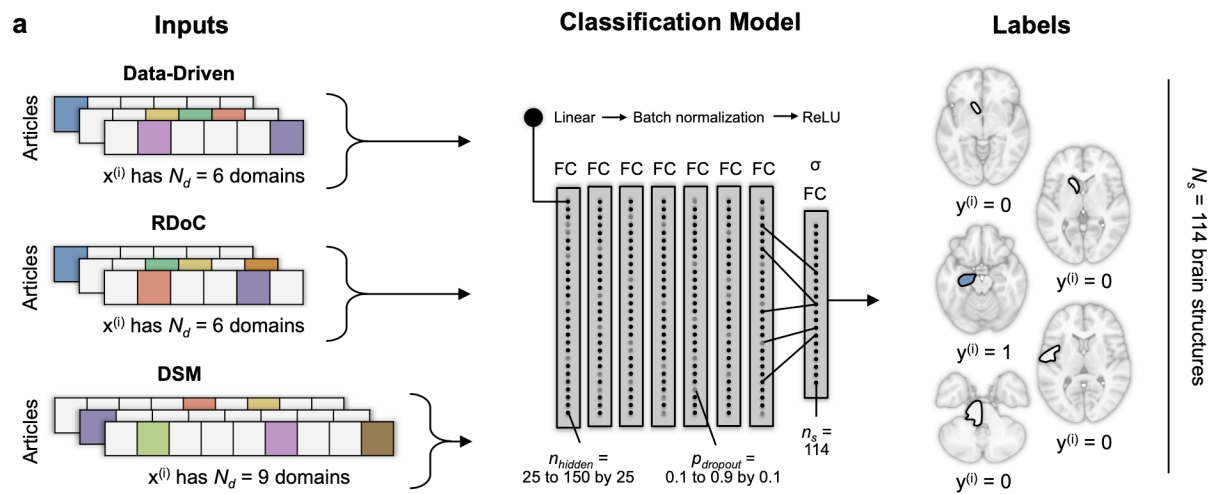 a
Inputs
Classification Model
Labels
Data-Driven
Articles
x(i) has Nd = 6 domains
RDoC
Articles
x(i) has Nd = 6 domains
DSM
Articles
x(i) has Nd = 9 domains
Linear → Batch normalization → ReLU
FC FC FC FC FC FC FC
σ
FC
nhidden =
25 to 150 by 25
pdropout =
0.1 to 0.9 by 0.1
ns =
114
y(i) = 0
y(i) = 0
y(i) = 1
y(i) = 0
y(i) = 0
Ns = 114 brain structures